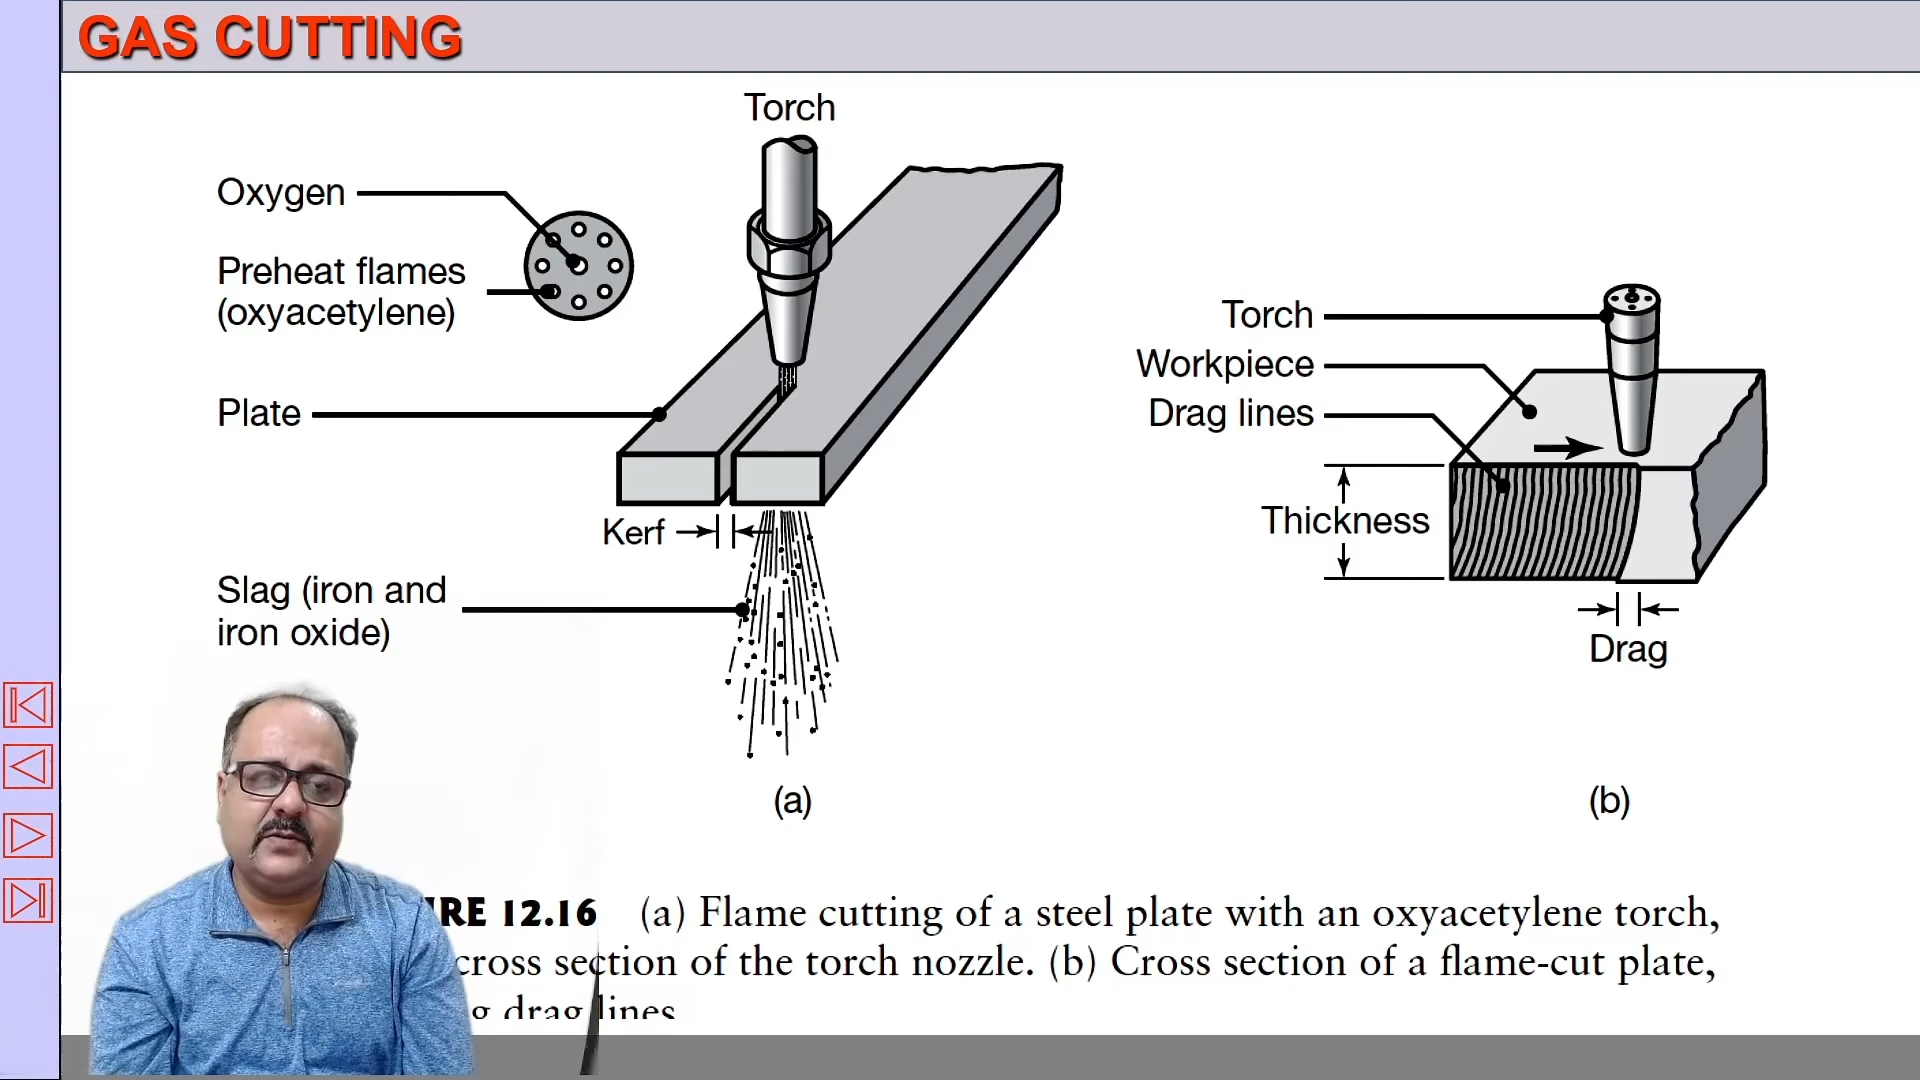 GAS CUTTING
Torch
Oxygen
Preheat flames
(oxyacetylene)
Plate
Kerf
Slag (iron and
iron oxide)
(a)
Torch
Workpiece
Drag lines
Thickness
Drag
(b)
12.16 (a) Flame cutting of a steel plate with an oxyacetylene torch,
cross section of the torch nozzle. (b) Cross section of a flame-cut plate,
drag lines